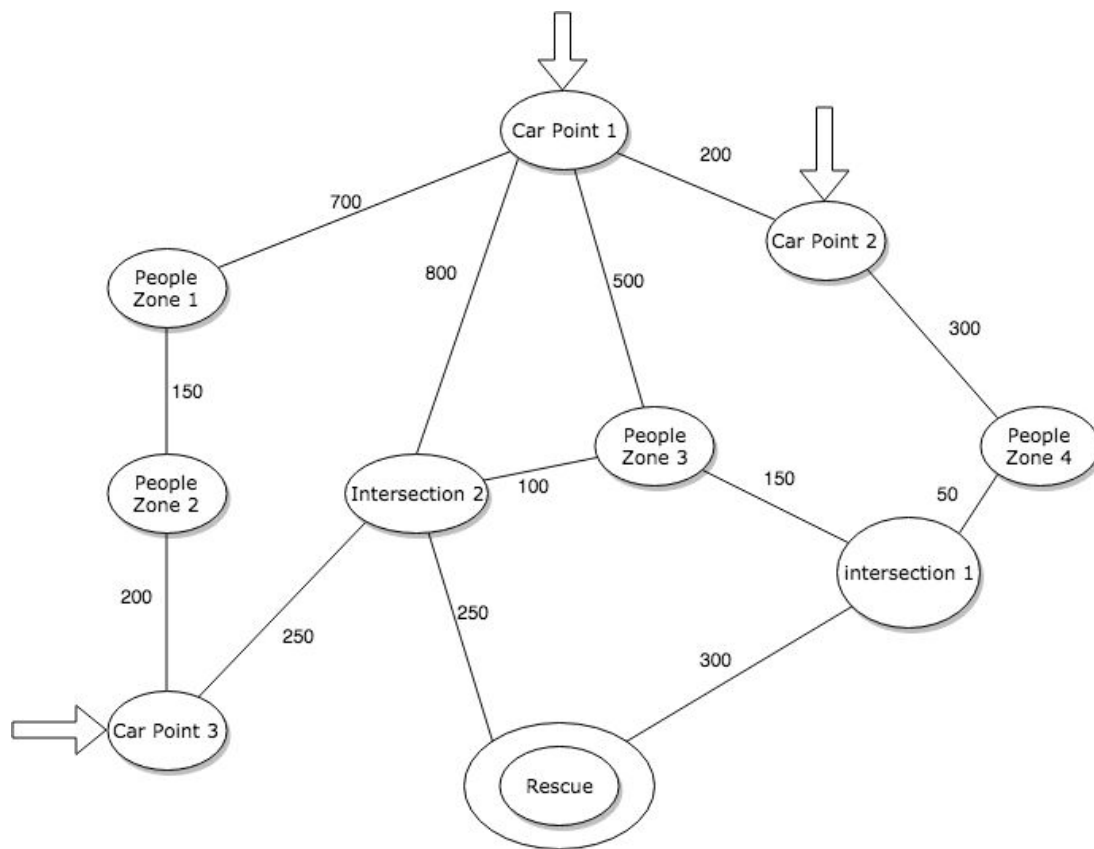 Car Point 1
200
700
Car Point 2
People
Zone 1
800
500
300
150
People
Zone 3
People
Zone 4
People
Zone 2
Intersection 2
100
150
50
intersection 1
200
250
250
300
Car Point 3
Rescue